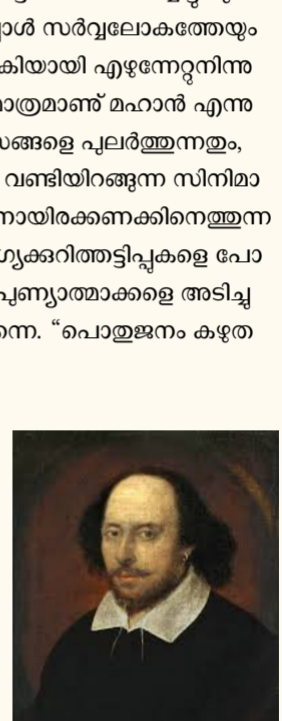 ാൾ സർവ്വലോകത്തേയും
കിയായി എഴുന്നേറ്റുനിന്നു
ാത്രമാണ് മഹാൻ എന്നു
സങ്ങളെ പുലർത്തുന്നതും,
വണ്ടിയിറങ്ങുന്ന സിനിമാ
നായിരക്കണക്കിനെത്തുന്ന
ഗ്യക്കുറിത്തട്ടിപ്പുകളെ പോ
പുണ്യാത്മാക്കളെ അടിച്ചു
ന്നെ. “പൊതുജനം കഴുത